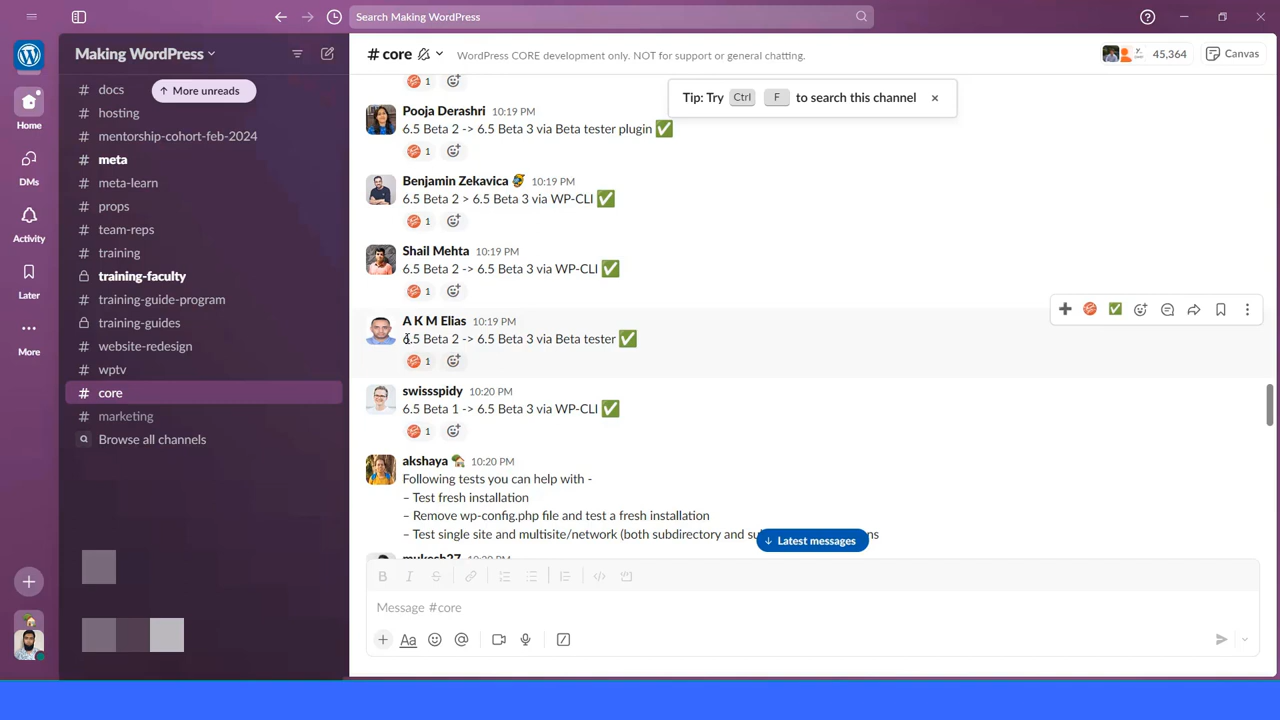 Search Making WordPress
Making WordPress
More unreads
docs
hosting
mentorship-cohort-feb-2024
meta
meta-learn
props
team-reps
training
training-faculty
training-guide-program
training-guides
website-redesign
wptv
core
marketing
Browse all channels
Home
DMs
Activity
Later
More
# core
WordPress CORE development only. NOT for support or general chatting.
45,364
Canvas
Tip: Try Ctrl F to search this channel
1
Pooja Derashri 10:19 PM
6.5 Beta 2 -> 6.5 Beta 3 via Beta tester plugin ✅
1
Benjamin Zekavica 10:19 PM
6.5 Beta 2 > 6.5 Beta 3 via WP-CLI ✅
1
Shail Mehta 10:19 PM
6.5 Beta 2 -> 6.5 Beta 3 via WP-CLI ✅
1
A K M Elias 10:19 PM
6.5 Beta 2 -> 6.5 Beta 3 via Beta tester ✅
1
swissspidy 10:20 PM
6.5 Beta 1 -> 6.5 Beta 3 via WP-CLI ✅
1
akshaya 10:20 PM
Following tests you can help with -
– Test fresh installation
– Remove wp-config.php file and test a fresh installation
– Test single site and multisite/network (both subdirectory and
Latest messages
mukesh27 10:20 PM
Message #core